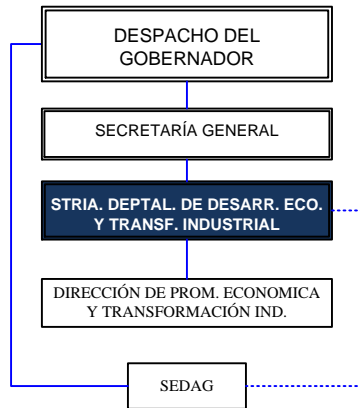 DESPACHO DEL
GOBERNADOR
SECRETARÍA GENERAL
STRIA. DEPTAL. DE DESARR. ECO.
Y TRANSF. INDUSTRIAL
DIRECCIÓN DE PROM. ECONOMICA
Y TRANSFORMACIÓN IND.
SEDAG